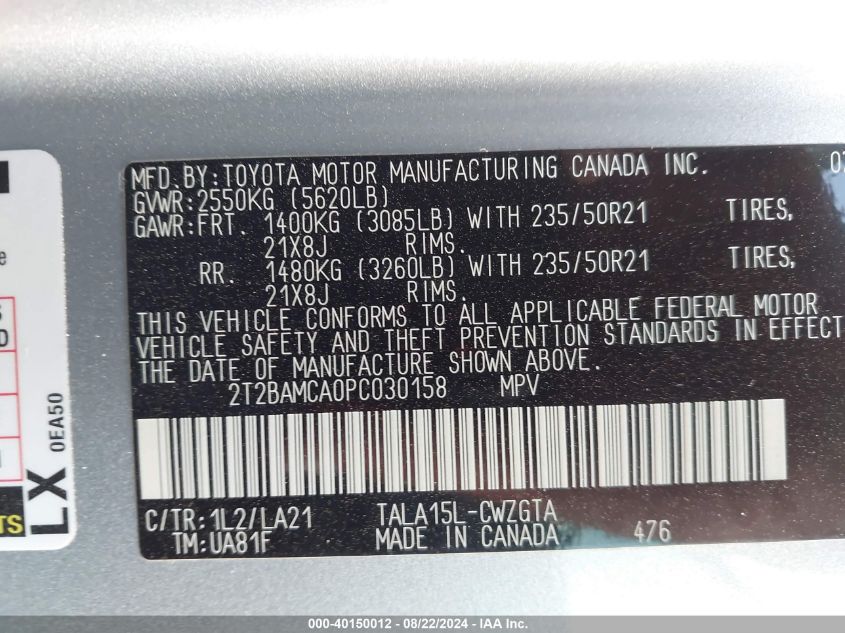 MFD.BY:TOYOTA MOTOR MANUFACTURING CANADA INC. 07
GVWR:2550KG (5620LB)
GAWR:FRT. 1400KG (3085LB) WITH 235/50R21 TIRES,
21X8J RIMS.
RR. 1480KG (3260LB) WITH 235/50R21 TIRES,
21X8J RIMS.
THIS VEHICLE CONFORMS TO ALL APPLICABLE FEDERAL MOTOR
VEHICLE SAFETY AND THEFT PREVENTION STANDARDS IN EFFECT
THE DATE OF MANUFACTURE SHOWN ABOVE.
2T2BAMCA0PC030158 MPV
C/TR:1L2/LA21 TALA15L-CWZGTA
TM:UA81F MADE IN CANADA 476
LX 0EA50
TS
000-40150012 - 08/22/2024 - IAA Inc.